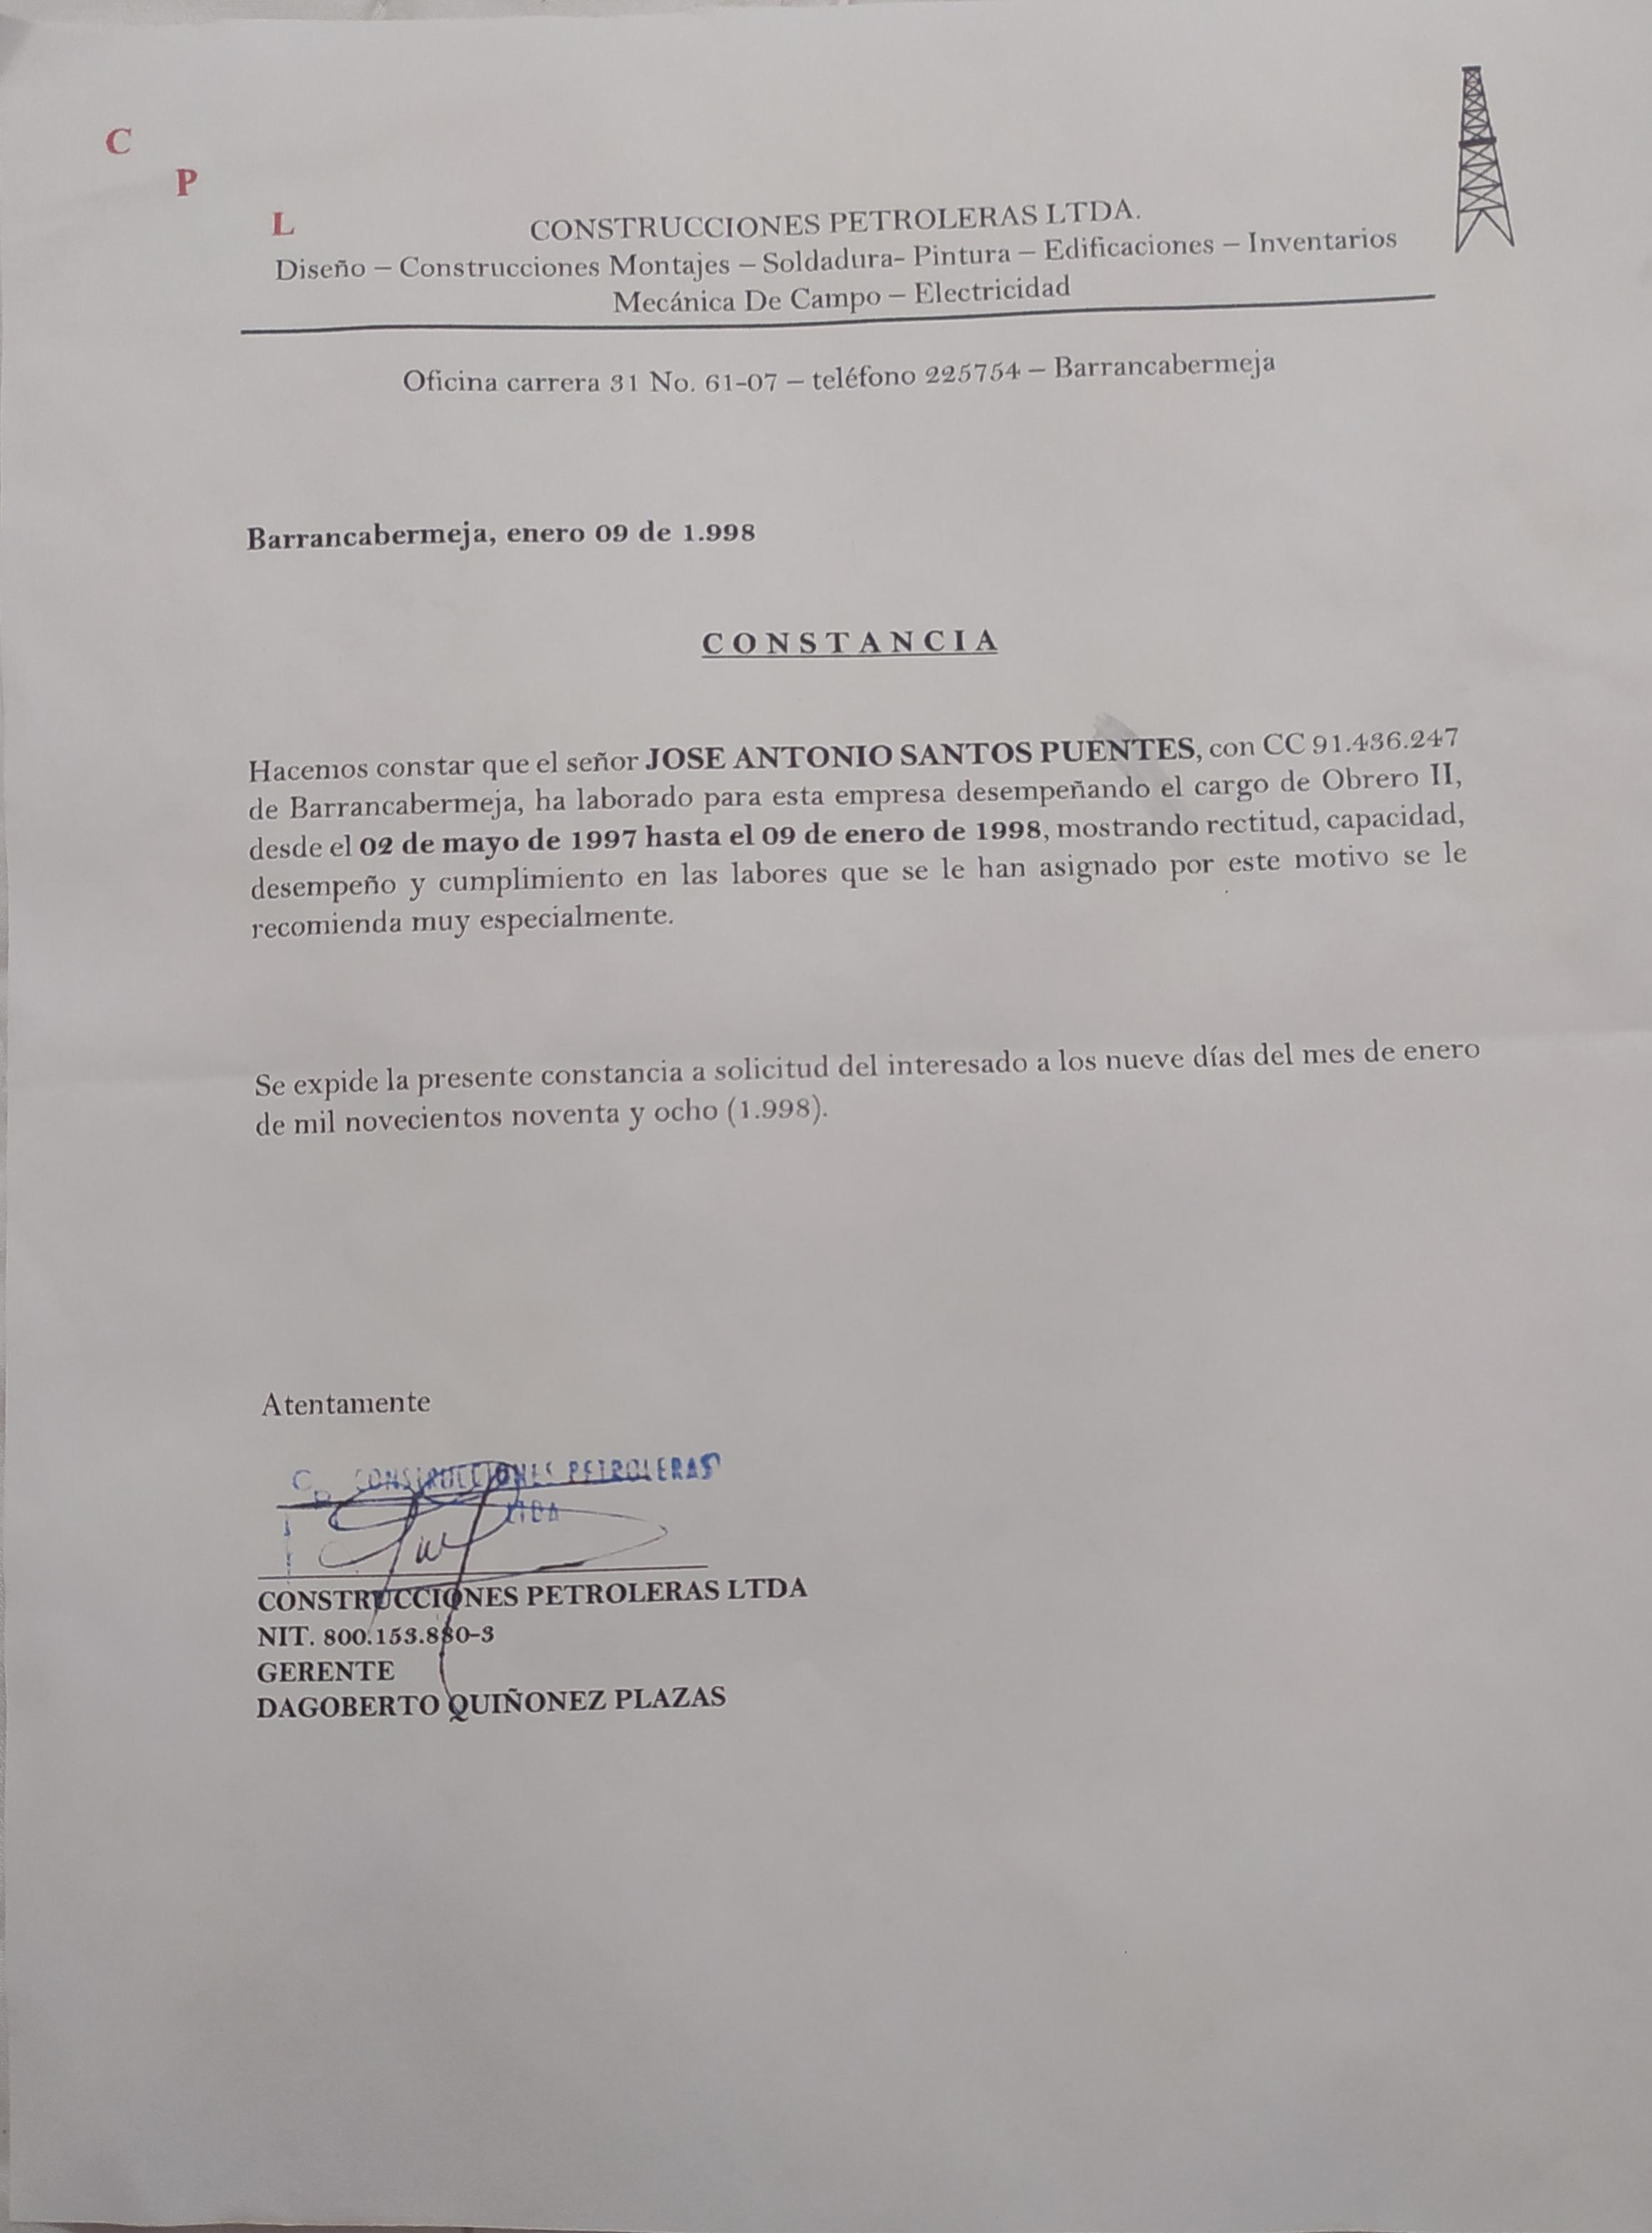 C
P
L
CONSTRUCCIONES PETROLERAS LTDA.
Diseño – Construcciones Montajes – Soldadura- Pintura – Edificaciones – Inventarios
Mecánica De Campo – Electricidad
Oficina carrera 31 No. 61-07 – teléfono 225754 – Barrancabermeja
Barrancabermeja, enero 09 de 1.998
CONSTANCIA
Hacemos constar que el señor JOSE ANTONIO SANTOS PUENTES, con CC 91.436.247
de Barrancabermeja, ha laborado para esta empresa desempeñando el cargo de Obrero II,
desde el 02 de mayo de 1997 hasta el 09 de enero de 1998, mostrando rectitud, capacidad,
desempeño y cumplimiento en las labores que se le han asignado por este motivo se le
recomienda muy especialmente.
Se expide la presente constancia a solicitud del interesado a los nueve días del mes de enero
de mil novecientos noventa y ocho (1.998).
Atentamente
CONSTRUCCIONES PETROLERAS
LTDA
CONSTRUCCIONES PETROLERAS LTDA
NIT. 800.153.880-3
GERENTE
DAGOBERTO QUIÑONEZ PLAZAS